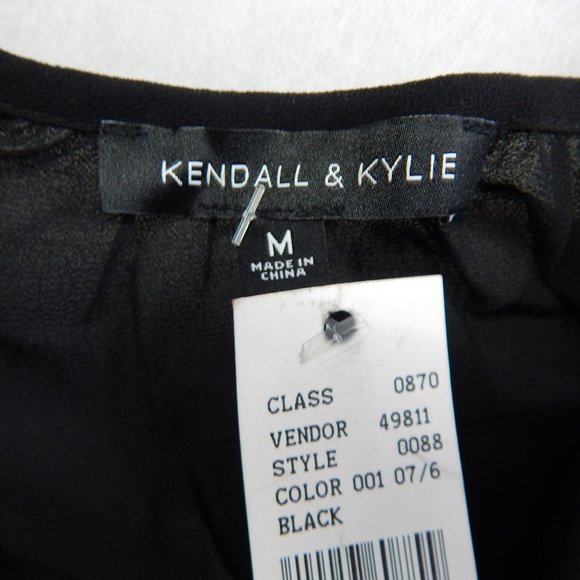 KENDALL & KYLIE
M
MADE IN
CHINA
CLASS 0870
VENDOR 49811
STYLE 0088
COLOR 001 07/6
BLACK